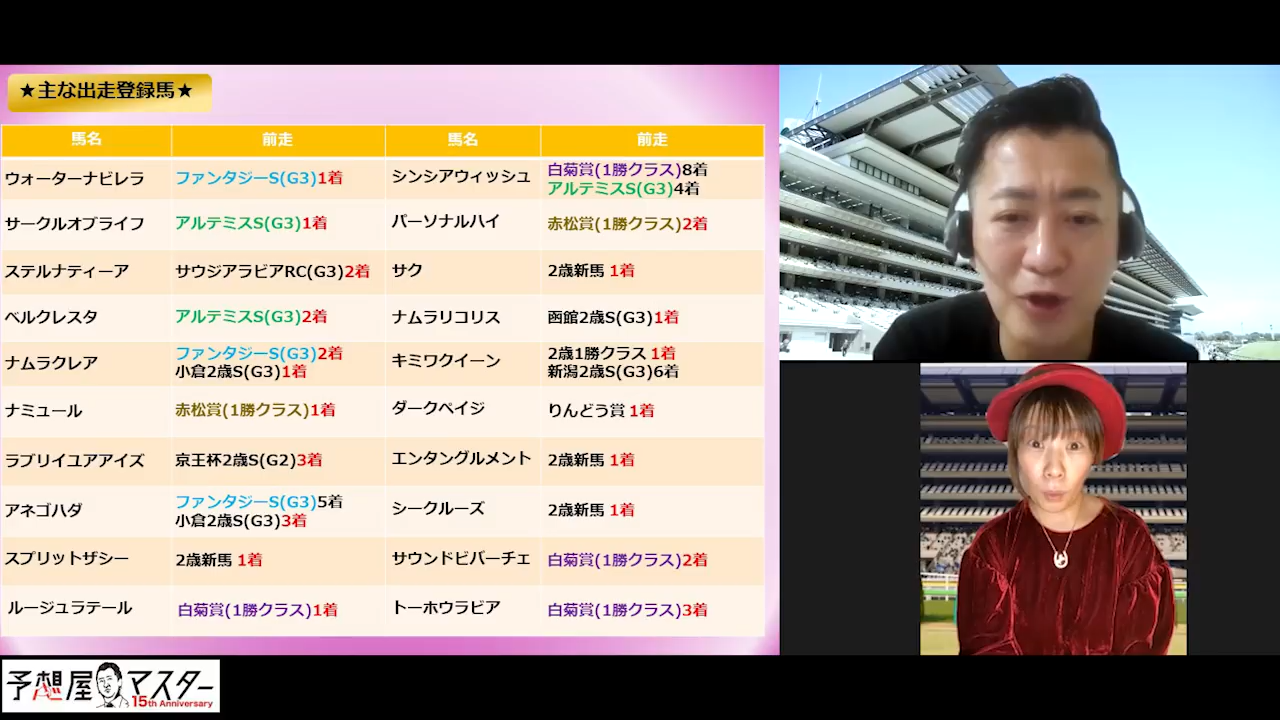 ★主な出走登録馬★
馬名 前走 馬名 前走
ウォーターナビレラ ファンタジーS(G3)1着 シンシアウィッシュ 白菊賞(1勝クラス)8着
アルテミスS(G3)4着
サークルオブライフ アルテミスS(G3)1着 パーソナルハイ 赤松賞(1勝クラス)2着
ステルナティーア サウジアラビアRC(G3)2着 サク 2歳新馬 1着
ベルクレスタ アルテミスS(G3)2着 ナムラリコリス 函館2歳S(G3)1着
ナムラクレア ファンタジーS(G3)2着 キミワクイーン 2歳1勝クラス 1着
小倉2歳S(G3)1着 新潟2歳S(G3)6着
ナミュール 赤松賞(1勝クラス)1着 ダークペイジ りんどう賞 1着
ラブリイユアアイズ 京王杯2歳S(G2)3着 エンタングルメント 2歳新馬 1着
アネゴハダ ファンタジーS(G3)5着 シークルーズ 2歳新馬 1着
小倉2歳S(G3)3着
スプリットザシー 2歳新馬 1着 サウンドビバーチェ 白菊賞(1勝クラス)2着
ルージュラテール 白菊賞(1勝クラス)1着 トーホウラビア 白菊賞(1勝クラス)3着
予想屋マスター
15th Anniversary